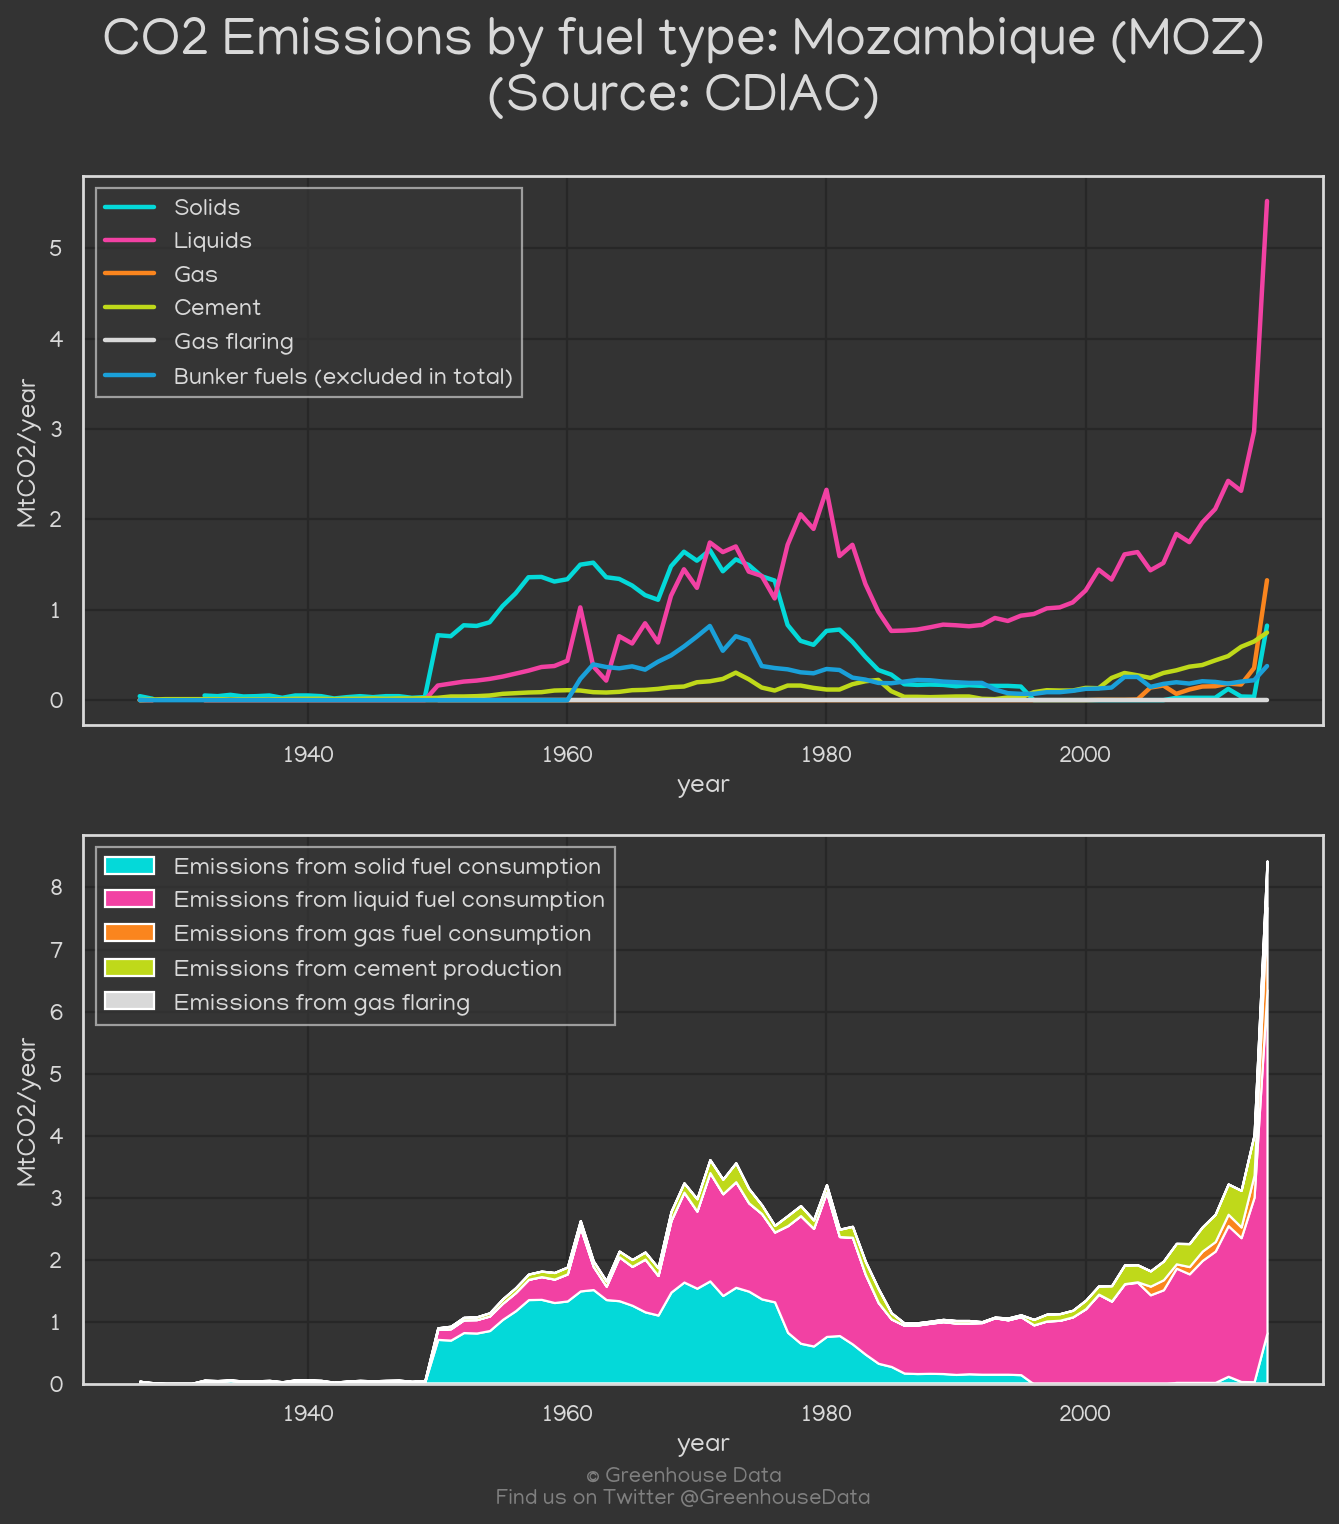 CO2 Emissions by fuel type: Mozambique (MOZ)
(Source: CDIAC)
Solids
Liquids
Gas
Cement
Gas flaring
Bunker fuels (excluded in total)
MtCO2/year
5
4
3
2
1
0
1940 1960 1980 2000
year
Emissions from solid fuel consumption
Emissions from liquid fuel consumption
Emissions from gas fuel consumption
Emissions from cement production
Emissions from gas flaring
MtCO2/year
8
7
6
5
4
3
2
1
0
1940 1960 1980 2000
year
© Greenhouse Data
Find us on Twitter @GreenhouseData